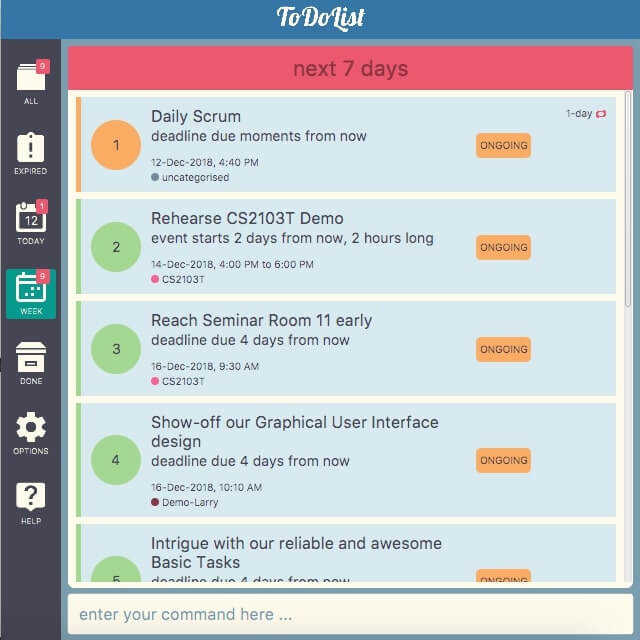 ToDoList
9
ALL
EXPIRED
1
12
TODAY
9
WEEK
DONE
OPTIONS
HELP
next 7 days
1
Daily Scrum
deadline due moments from now
12-Dec-2018, 4:40 PM
uncategorised
ONGOING
1-day
2
Rehearse CS2103T Demo
event starts 2 days from now, 2 hours long
14-Dec-2018, 4:00 PM to 6:00 PM
CS2103T
ONGOING
3
Reach Seminar Room 11 early
deadline due 4 days from now
16-Dec-2018, 9:30 AM
CS2103T
ONGOING
4
Show-off our Graphical User Interface
design
deadline due 4 days from now
16-Dec-2018, 10:10 AM
Demo-Larry
ONGOING
5
Intrigue with our reliable and awesome
Basic Tasks
deadline due 4 days from now
ONGOING
enter your command here ...